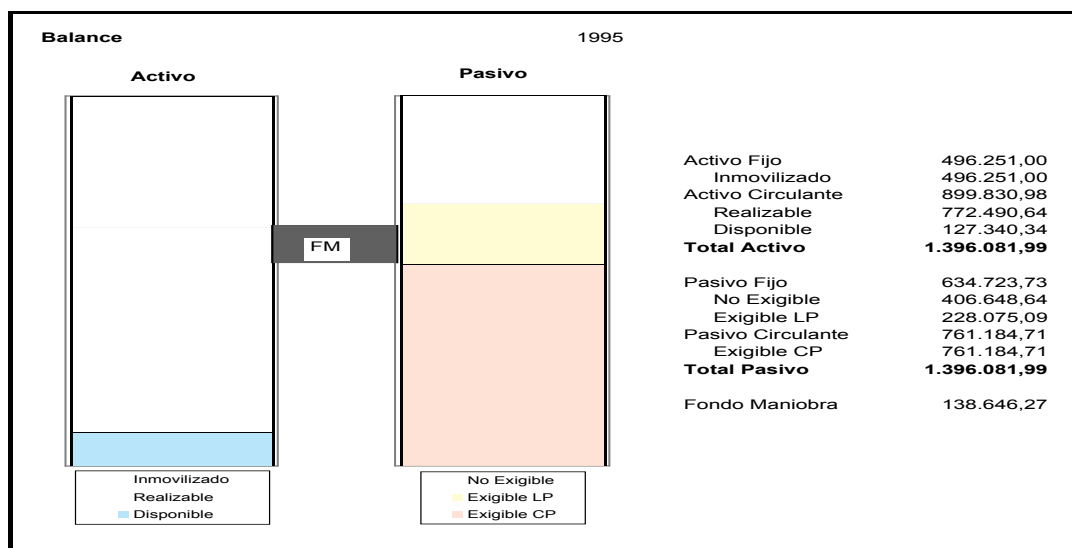 Balance 1995
Activo Pasivo
FM
Inmovilizado
Realizable
Disponible
No Exigible
Exigible LP
Exigible CP
Activo Fijo 496.251,00
Inmovilizado 496.251,00
Activo Circulante 899.830,98
Realizable 772.490,64
Disponible 127.340,34
Total Activo 1.396.081,99
Pasivo Fijo 634.723,73
No Exigible 406.648,64
Exigible LP 228.075,09
Pasivo Circulante 761.184,71
Exigible CP 761.184,71
Total Pasivo 1.396.081,99
Fondo Maniobra 138.646,27